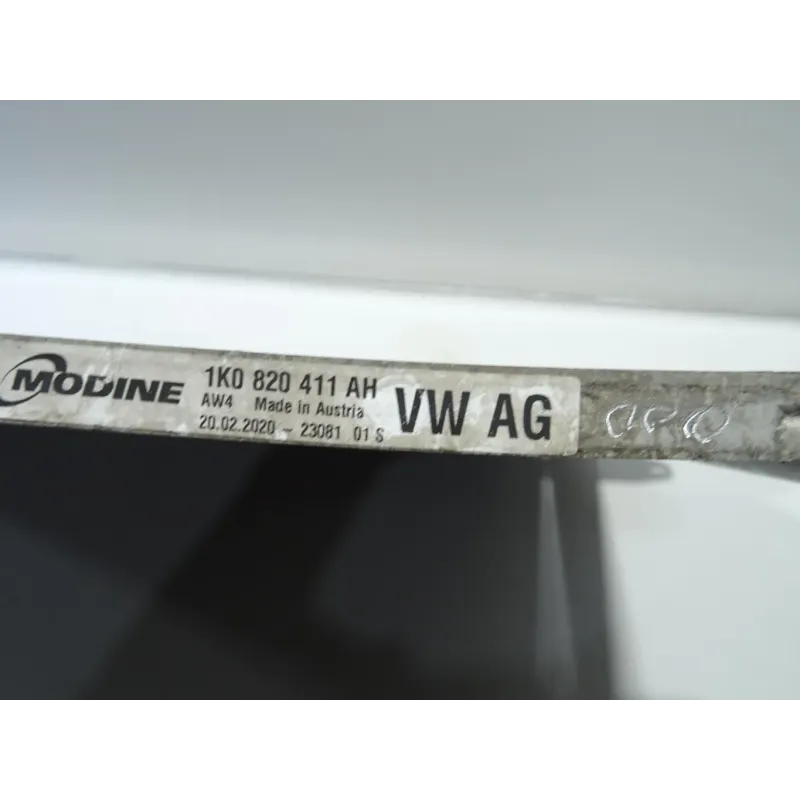 MODINE
1K0 820 411 AH
AW4 Made in Austria
20.02.2020 - 23081 01 S
VW AG